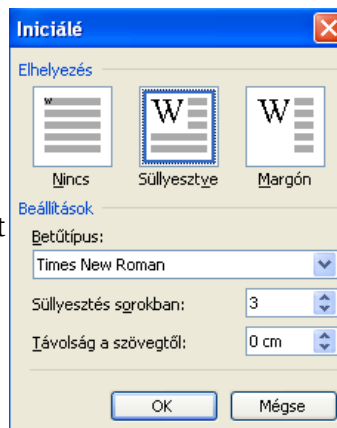 Iniciálé
Elhelyezés
W W W
Nincs Süllyesztve Margón
Beállítások
t
Betűtípus:
Times New Roman
Süllyesztés sorokban: 3
Távolság a szövegtől: 0 cm
OK Mégse